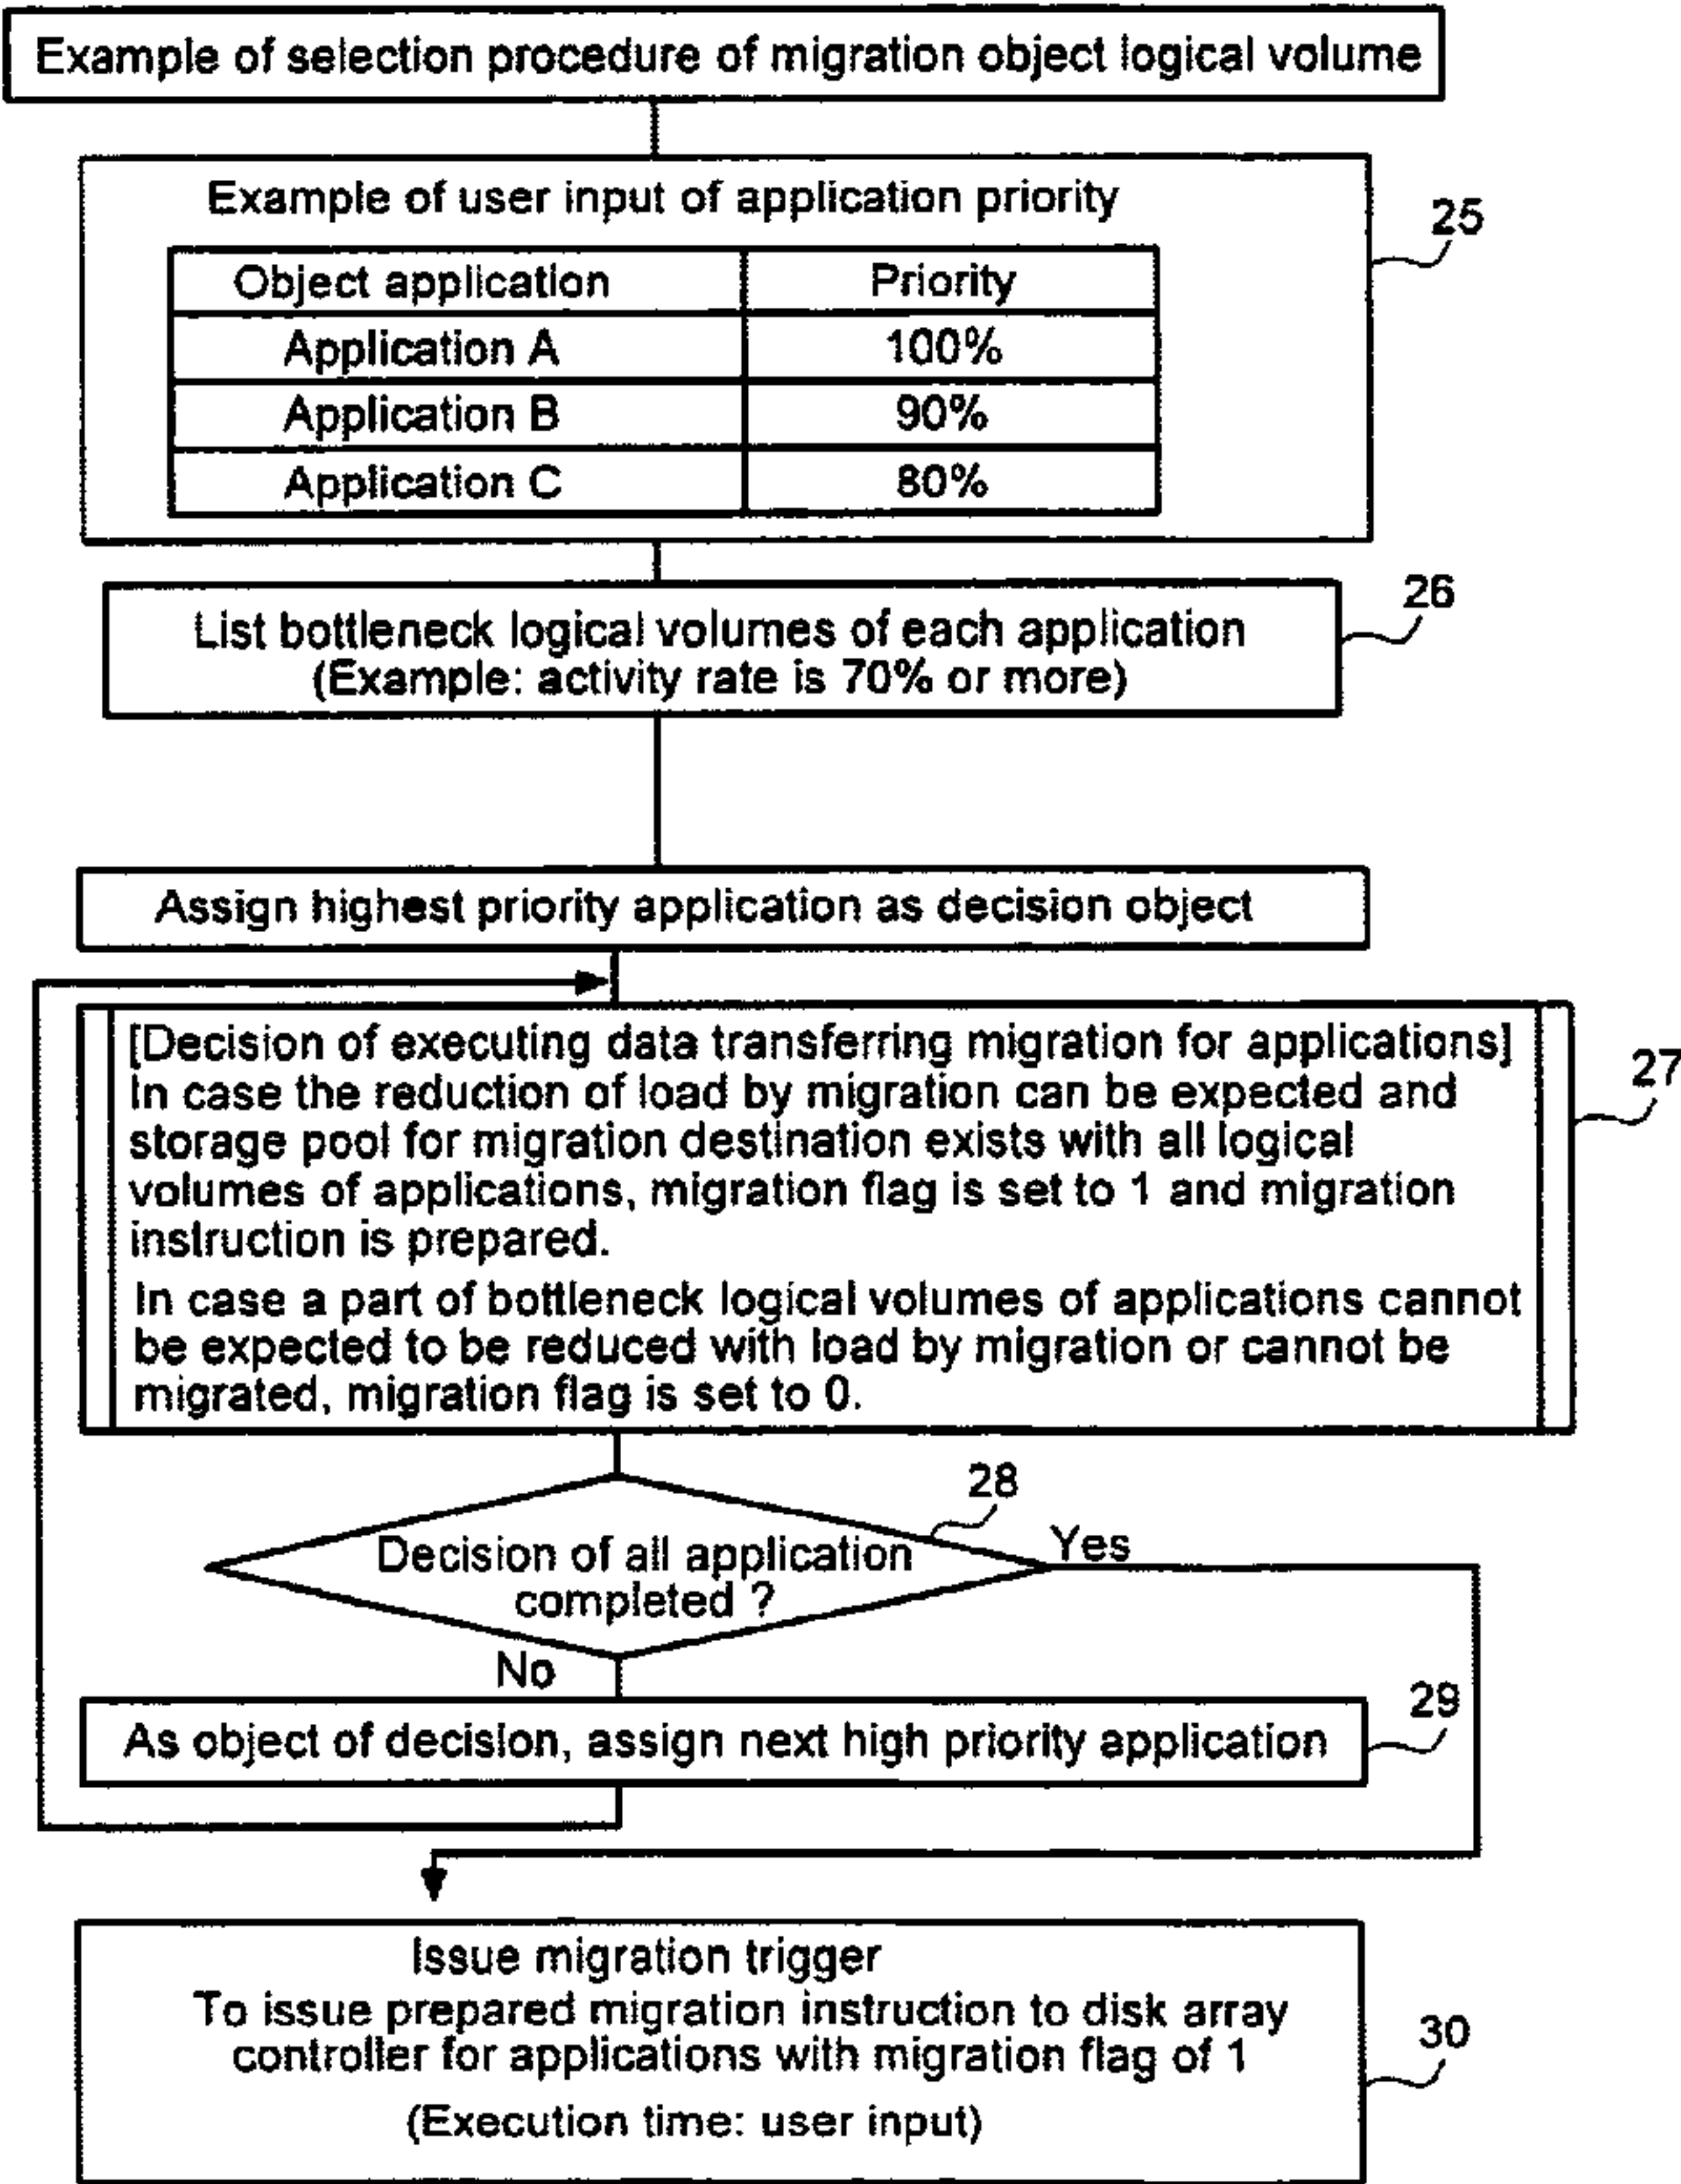 Example of selection procedure of migration object logical volume
Example of user input of application priority
25
Object application Priority
Application A 100%
Application B 90%
Application C 80%
26
List bottleneck logical volumes of each application
(Example: activity rate is 70% or more)
Assign highest priority application as decision object
27
[Decision of executing data transferring migration for applications]
In case the reduction of load by migration can be expected and
storage pool for migration destination exists with all logical
volumes of applications, migration flag is set to 1 and migration
instruction is prepared.
In case a part of bottleneck logical volumes of applications cannot
be expected to be reduced with load by migration or cannot be
migrated, migration flag is set to 0.
28
Yes
Decision of all application
completed ?
No
29
As object of decision, assign next high priority application
Issue migration trigger
To issue prepared migration instruction to disk array
controller for applications with migration flag of 1
30
(Execution time: user input)